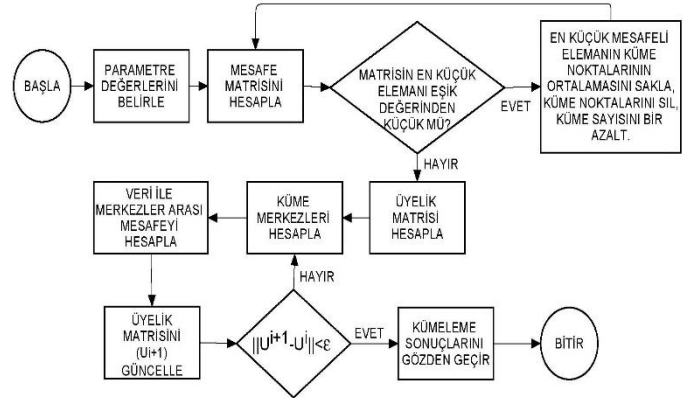 BAŞLA
PARAMETRE
DEĞERLERİNİ
BELİRLE
MESAFE
MATRİSİNİ
HESAPLA
MATRİSİN EN KÜÇÜK
ELEMANI EŞİK
DEĞERİNDEN
KÜÇÜK MÜ?
EVET
EN KÜÇÜK MESAFELİ
ELEMANIN KÜME
NOKTALARININ
ORTALAMASINI SAKLA,
KÜME NOKTALARINI SİL,
KÜME SAYISINI BİR
AZALT.
HAYIR
ÜYELİK
MATRİSİ
HESAPLA
KÜME
MERKEZLERİ
HESAPLA
VERİ İLE
MERKEZLER ARASI
MESAFEYİ
HESAPLA
ÜYELİK
MATRİSİNİ
(Ui+1)
GÜNCELLE
HAYIR
||U^i+1-U^i||<ε
EVET
KÜMELEME
SONUÇLARINI
GÖZDEN GEÇİR
BİTİR